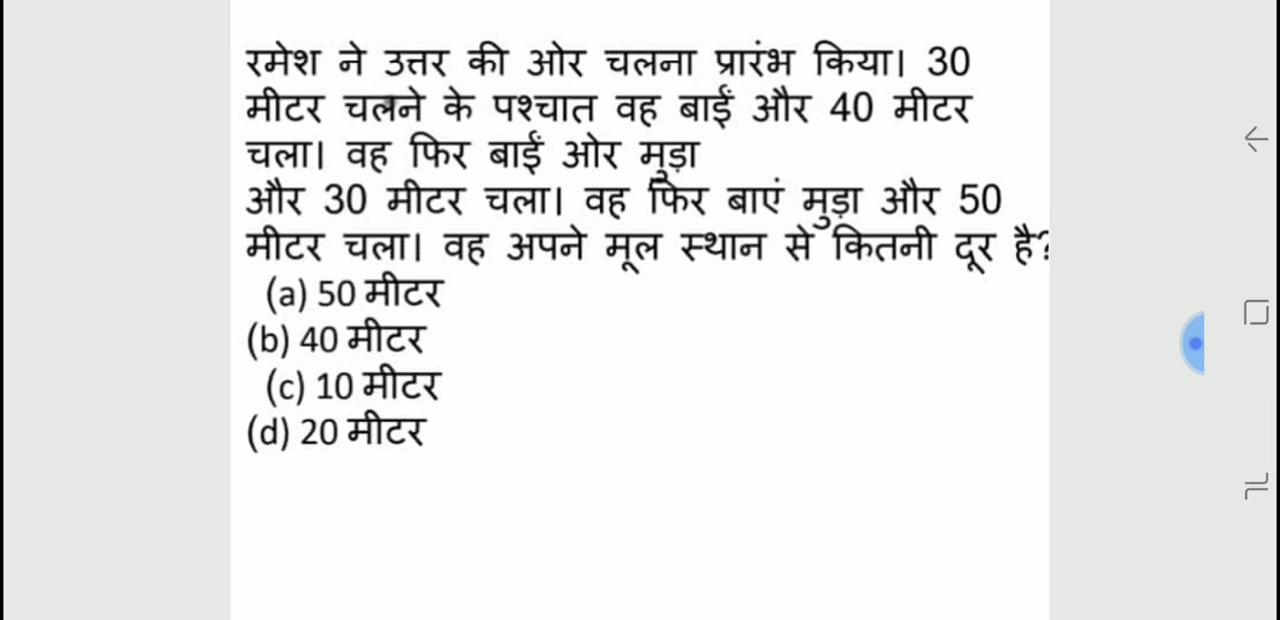 रमेश ने उत्तर की ओर चलना प्रारंभ किया। 30
मीटर चलने के पश्चात वह बाईं और 40 मीटर
चला। वह फिर बाईं ओर मुड़ा
और 30 मीटर चला। वह फिर बाएं मुड़ा और 50
मीटर चला। वह अपने मूल स्थान से कितनी दूर है?
(a) 50 मीटर
(b) 40 मीटर
(c) 10 मीटर
(d) 20 मीटर